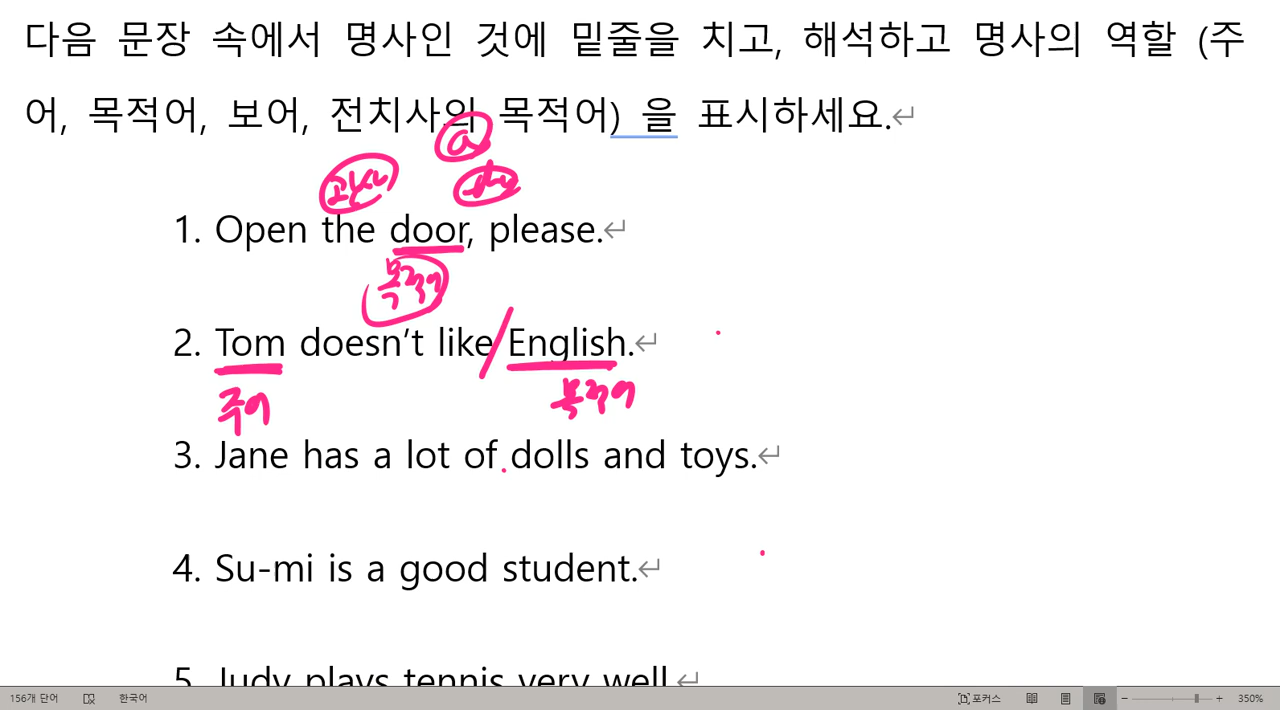 다음 문장 속에서 명사인 것에 밑줄을 치고, 해석하고 명사의 역할 (주
어, 목적어, 보어, 전치사의 목적어) 을 표시하세요.
a
관사
1. Open the door, please.
목적어
2. Tom doesn't like/English.
주어 목적어
3. Jane has a lot of dolls and toys.
4. Su-mi is a good student.
5. Judy plays tennis very well.
156개 단어 한국어 포커스 350%